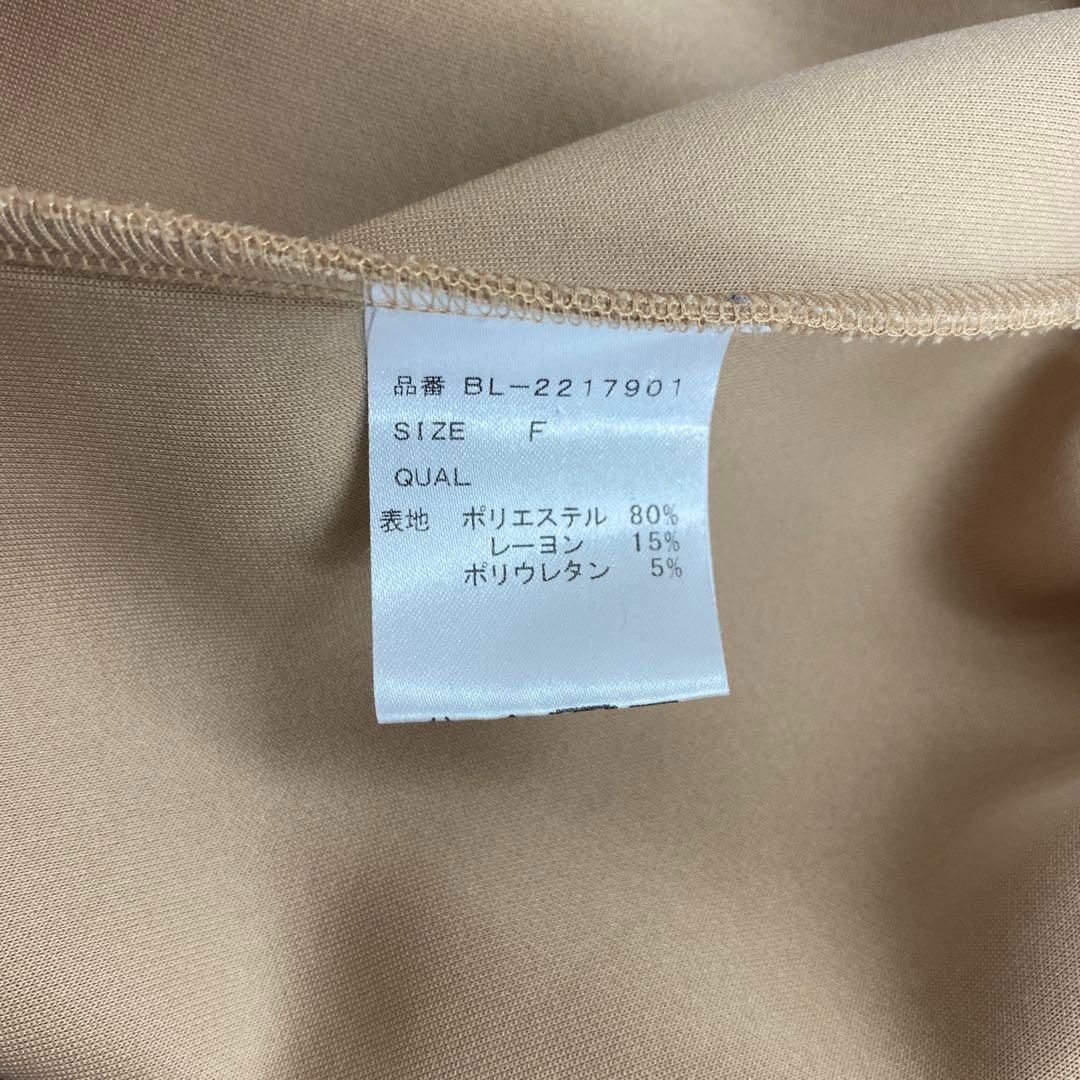 品番 BL-2217901
SIZE F
QUAL
表地 ポリエステル 80%
レーヨン 15%
ポリウレタン 5%